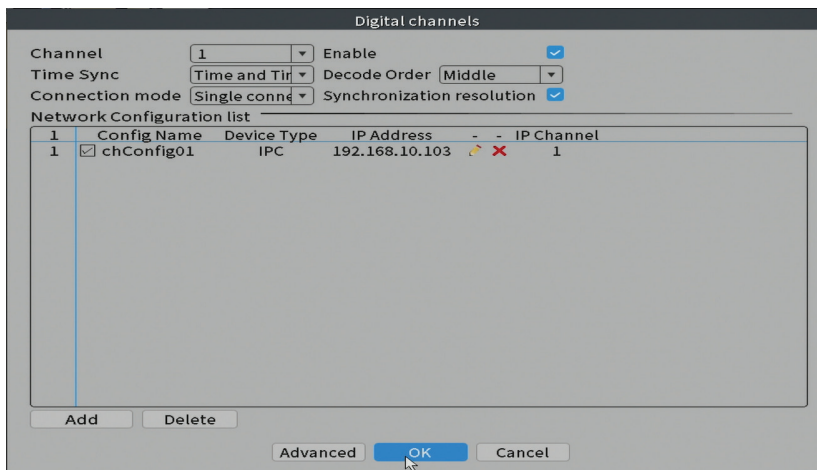 Digital channels
Channel 1 Enable
Time Sync Time and Tir Decode Order Middle
Connection mode Single conne Synchronization resolution
Network Configuration list
1 Config Name Device Type IP Address - - IP Channel
1 chConfig01 IPC 192.168.10.103 1
Add Delete
Advanced OK Cancel